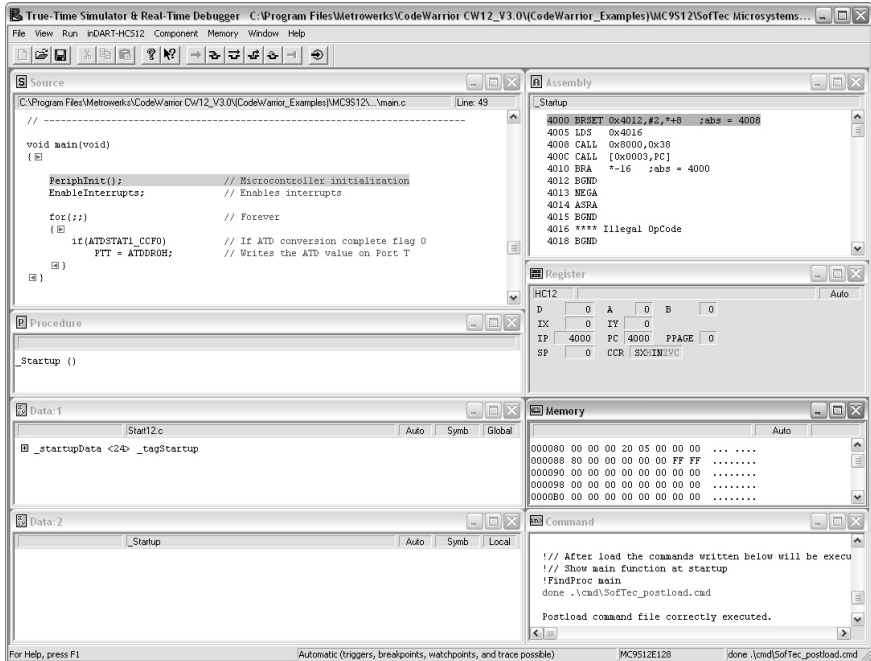 True-Time Simulator & Real-Time Debugger C:\Program Files\Metrowerks\CodeWarrior CW12_V3.0\(CodeWarrior_Examples)\MC9S12\SofTec Microsystems...
File View Run inDART-HCS12 Component Memory Window Help
Source
C:\Program Files\Metrowerks\CodeWarrior CW12_V3.0\(CodeWarrior_Examples)\MC9S12\...\main.c Line: 49
// ---------------------------------------------------------------------------
void main(void)
{
PeriphInit(); // Microcontroller initialization
EnableInterrupts; // Enables interrupts
for(;;) // Forever
{
if(ATDSTAT1_CCF0) // If ATD conversion complete flag 0
PTT = ATDDR0H; // Writes the ATD value on Port T
}
}
Assembly
_Startup
4000 BRSET 0x4012,#2,*+8 ;abs = 4008
4005 LDS 0x4016
4008 CALL 0x8000,0x38
400C CALL [0x0003,PC]
4010 BRA *-16 ;abs = 4000
4012 BGND
4013 NEGA
4014 ASRA
4015 BGND
4016 **** Illegal OpCode
4018 BGND
Register
HC12 Auto
D 0 A 0 B 0
IX 0 IY 0
IP 4000 PC 4000 PPAGE 0
SP 0 CCR SXHINZVC
Procedure
_Startup ()
Data:1
Start12.c Auto Symb Global
_startupData <24> _tagStartup
Memory
Auto
000080 00 00 00 20 05 00 00 00 ... ....
000088 80 00 00 00 00 00 FF FF ........
000090 00 00 00 00 00 00 00 00 ........
000098 00 00 00 00 00 00 00 00 ........
0000B0 00 00 00 00 00 00 00 00 ........
Data:2
_Startup Auto Symb Local
Command
!// After load the commands written below will be execu
!// Show main function at startup
!FindProc main
done .\cmd\SofTec_postload.cmd
Postload command file correctly executed.
For Help, press F1 Automatic (triggers, breakpoints, watchpoints, and trace possible) MC9S12E128 done .\cmd\SofTec_postload.cmd